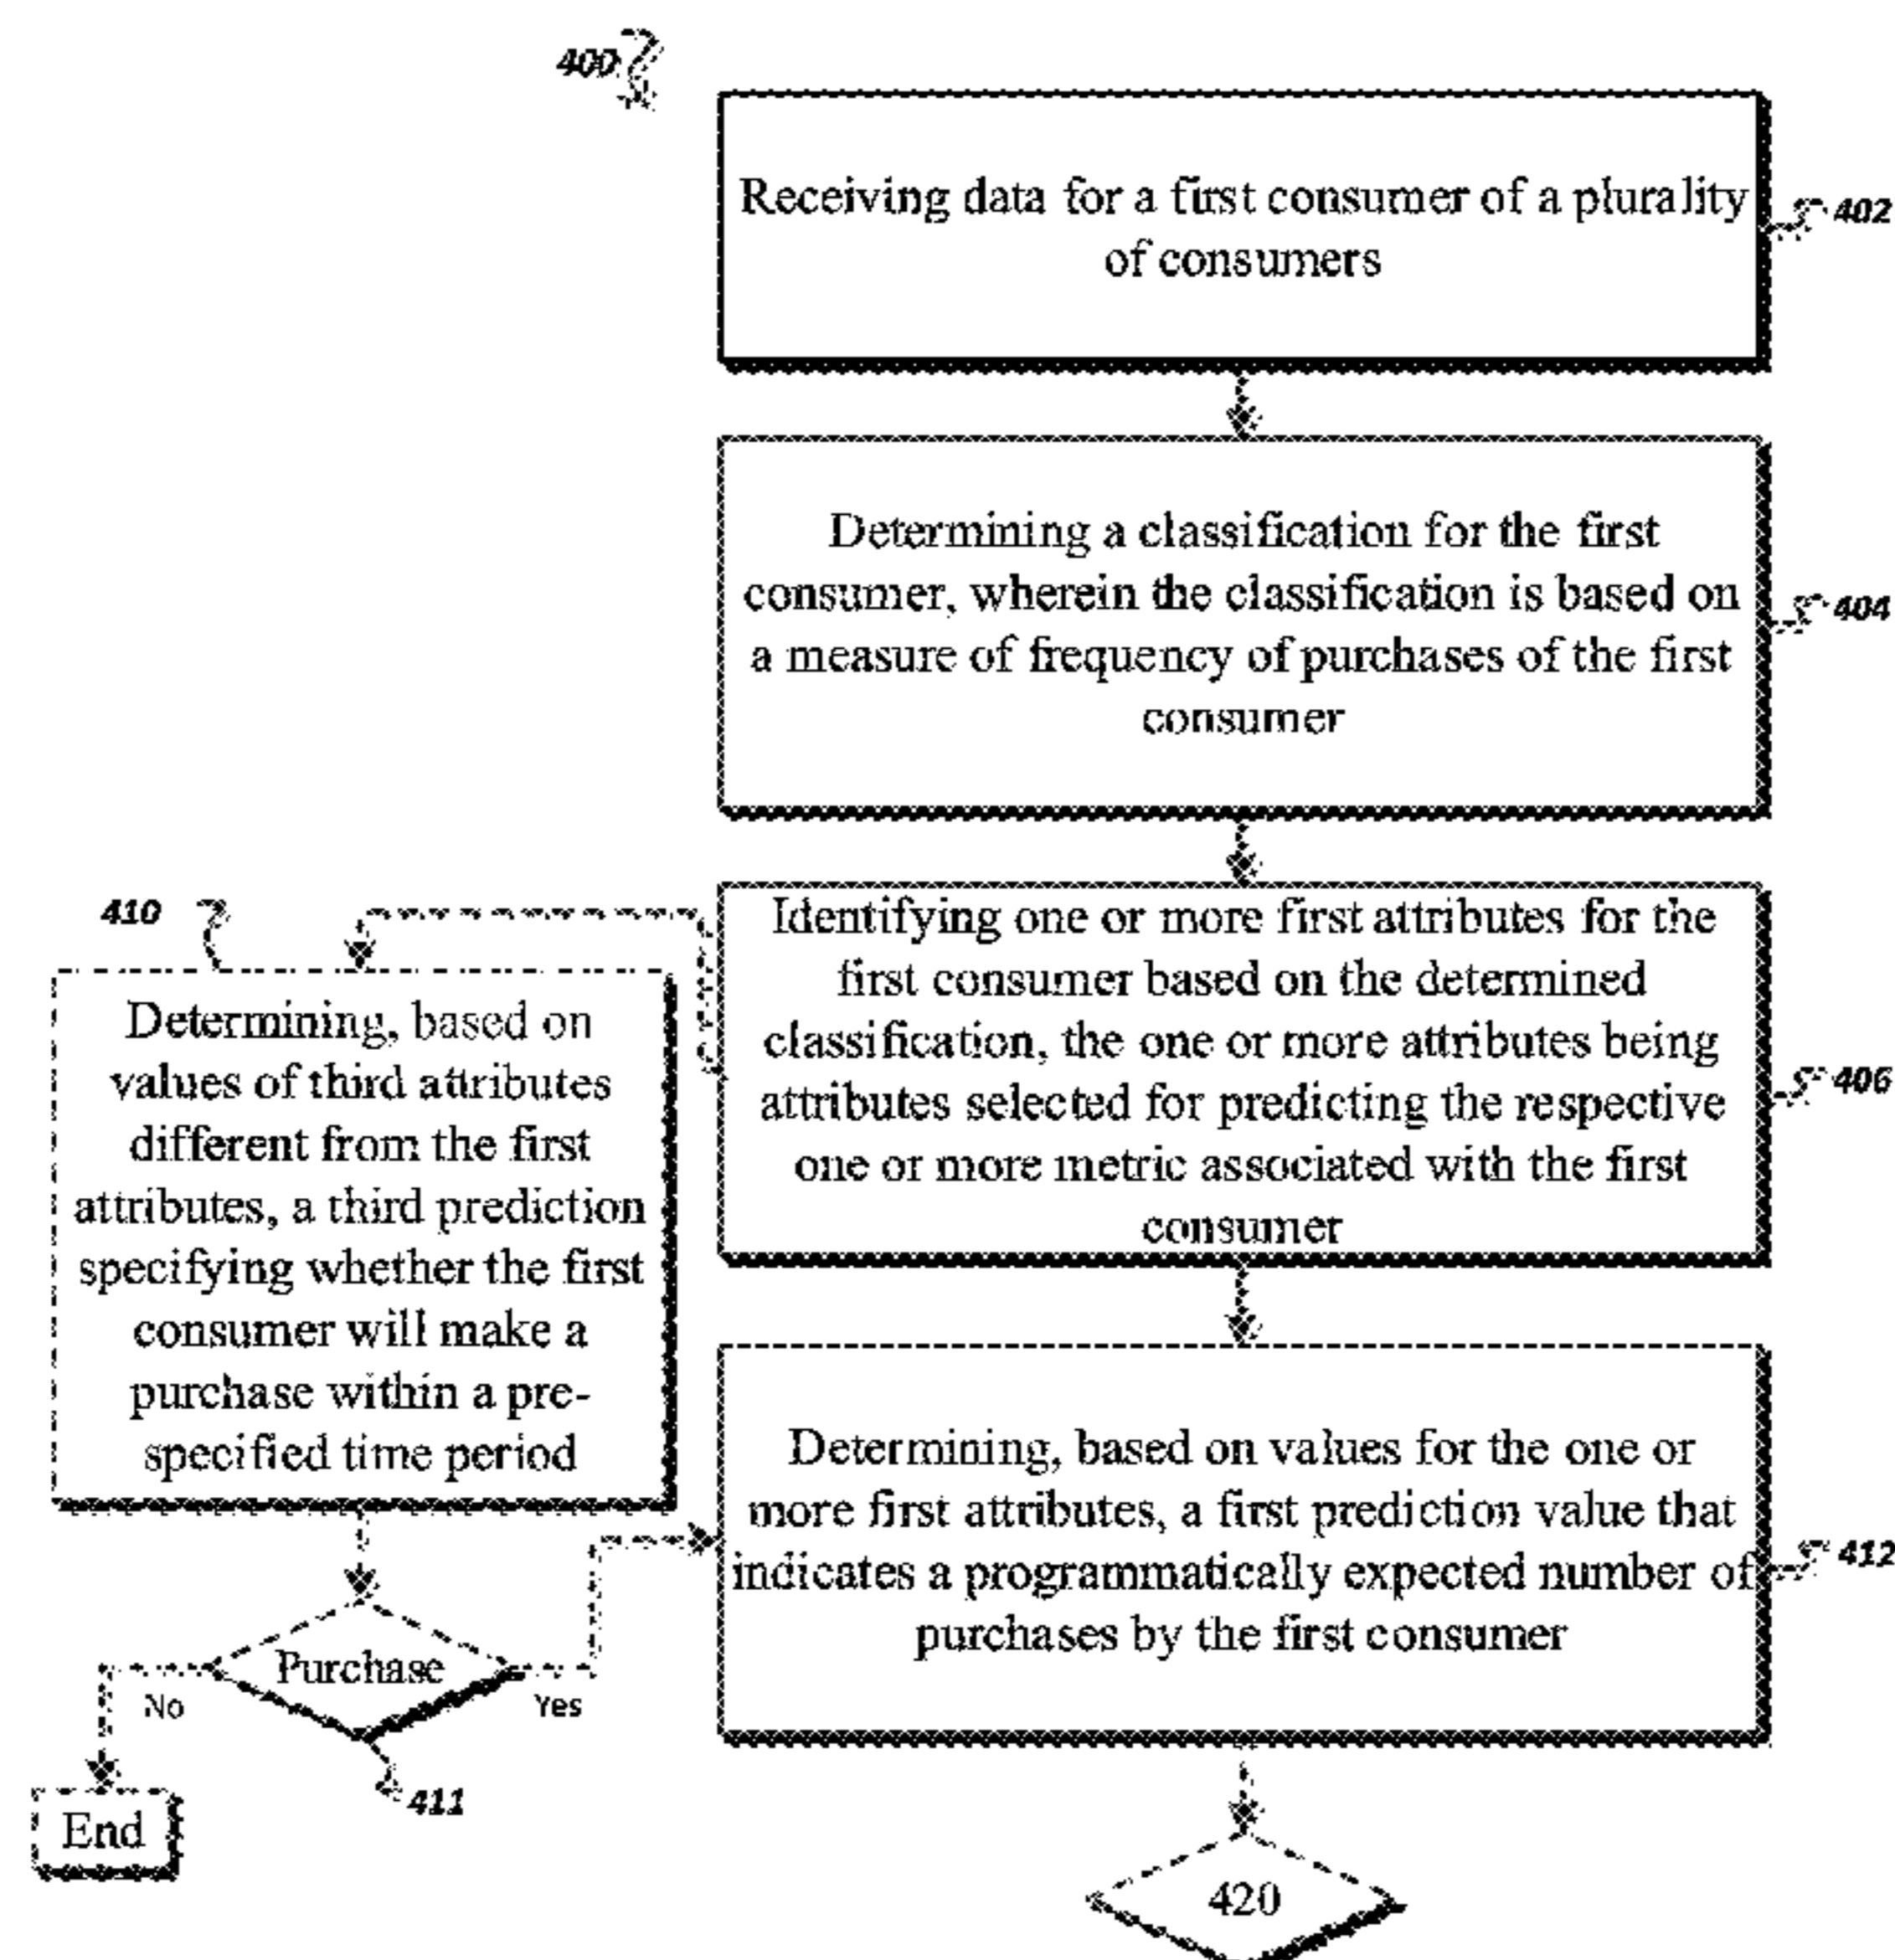 400
Receiving data for a first consumer of a plurality
of consumers
402
Determining a classification for the first
consumer, wherein the classification is based on
a measure of frequency of purchases of the first
consumer
404
Identifying one or more first attributes for the
first consumer based on the determined
classification, the one or more attributes being
attributes selected for predicting the respective
one or more metric associated with the first
consumer
406
410
Determining, based on
values of third attributes
different from the first
attributes, a third prediction
specifying whether the first
consumer will make a
purchase within a pre-
specified time period
Determining, based on values for the one or
more first attributes, a first prediction value that
indicates a programmatically expected number of
purchases by the first consumer
412
Purchase
No
Yes
411
End
420